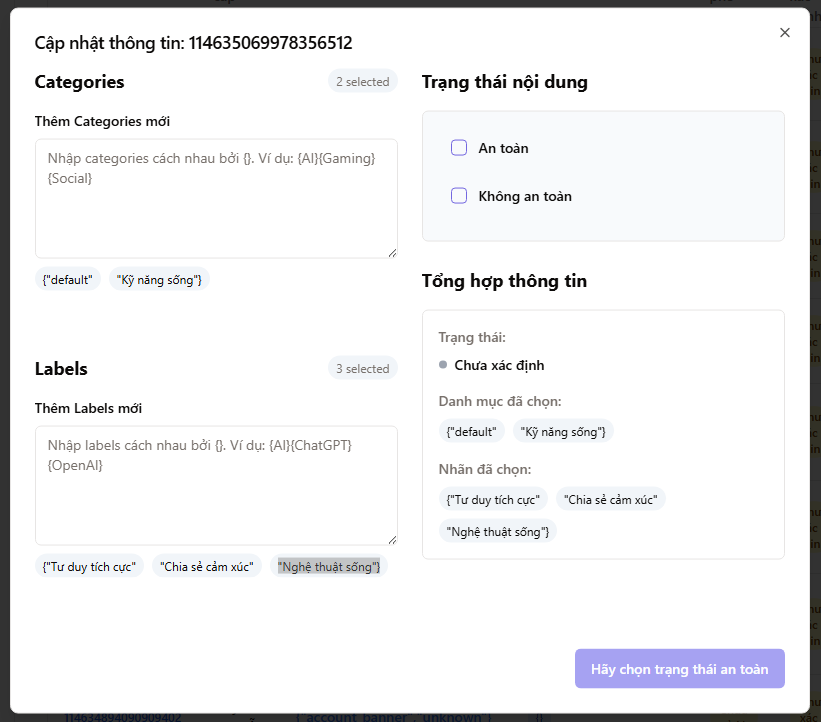 Cập nhật thông tin: 114635069978356512
Categories
2 selected
Thêm Categories mới
Nhập categories cách nhau bởi {}. Ví dụ: {AI}{Gaming}
{Social}
{"default"
"Kỹ năng sống"}
Labels
3 selected
Thêm Labels mới
Nhập labels cách nhau bởi {}. Ví dụ: {AI}{ChatGPT}
{OpenAI}
{"Tư duy tích cực"
"Chia sẻ cảm xúc"
"Nghệ thuật sống"}
Trạng thái nội dung
An toàn
Không an toàn
Tổng hợp thông tin
Trạng thái:
Chưa xác định
Danh mục đã chọn:
{"default"
"Kỹ năng sống"}
Nhãn đã chọn:
{"Tư duy tích cực"
"Chia sẻ cảm xúc"
"Nghệ thuật sống"}
Hãy chọn trạng thái an toàn
114634894090909402
{"account_banner","unknown"}
{}